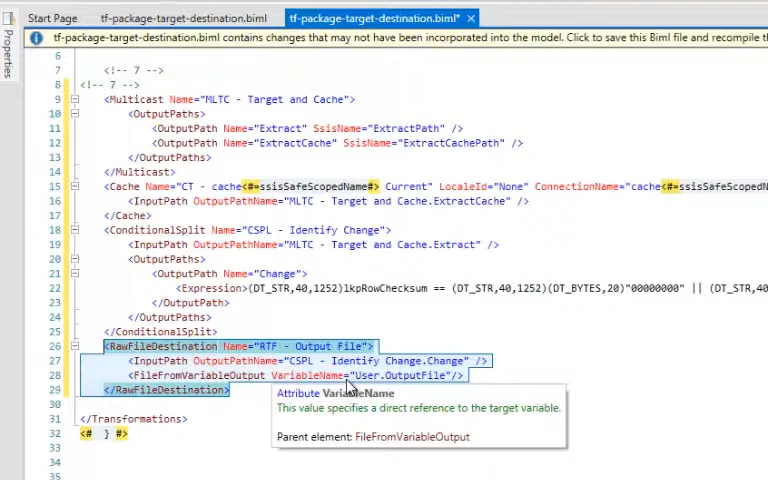 Start Page tf-package-target-destination.biml tf-package-target-destination.biml* ✕
Properties
tf-package-target-destination.biml contains changes that may not have been incorporated into the model. Click to save this Biml file and recompile th
6
7 <!-- 7 -->
8 <!-- 7 -->
9 <Multicast Name="MLTC - Target and Cache">
10 <OutputPaths>
11 <OutputPath Name="Extract" SsisName="ExtractPath" />
12 <OutputPath Name="ExtractCache" SsisName="ExtractCachePath" />
13 </OutputPaths>
14 </Multicast>
15 <Cache Name="CT - cache<#=ssisSafeScopedName#> Current" LocaleId="None" ConnectionName="cache<#=ssisSafeScopedN
16 <InputPath OutputPathName="MLTC - Target and Cache.ExtractCache" />
17 </Cache>
18 <ConditionalSplit Name="CSPL - Identify Change">
19 <InputPath OutputPathName="MLTC - Target and Cache.Extract" />
20 <OutputPaths>
21 <OutputPath Name="Change">
22 <Expression>(DT_STR,40,1252)lkpRowChecksum == (DT_STR,40,1252)(DT_BYTES,20)"00000000" || (DT_STR,40
23 </OutputPath>
24 </OutputPaths>
25 </ConditionalSplit>
26 <RawFileDestination Name="RTF - Output File">
27 <InputPath OutputPathName="CSPL - Identify Change.Change" />
28 <FileFromVariableOutput VariableName="User.OutputFile"/>
29 </RawFileDestination>
30
31 </Transformations>
32 <# } #>
33
34
35
Attribute VariableName
This value specifies a direct reference to the target variable.
Parent element: FileFromVariableOutput